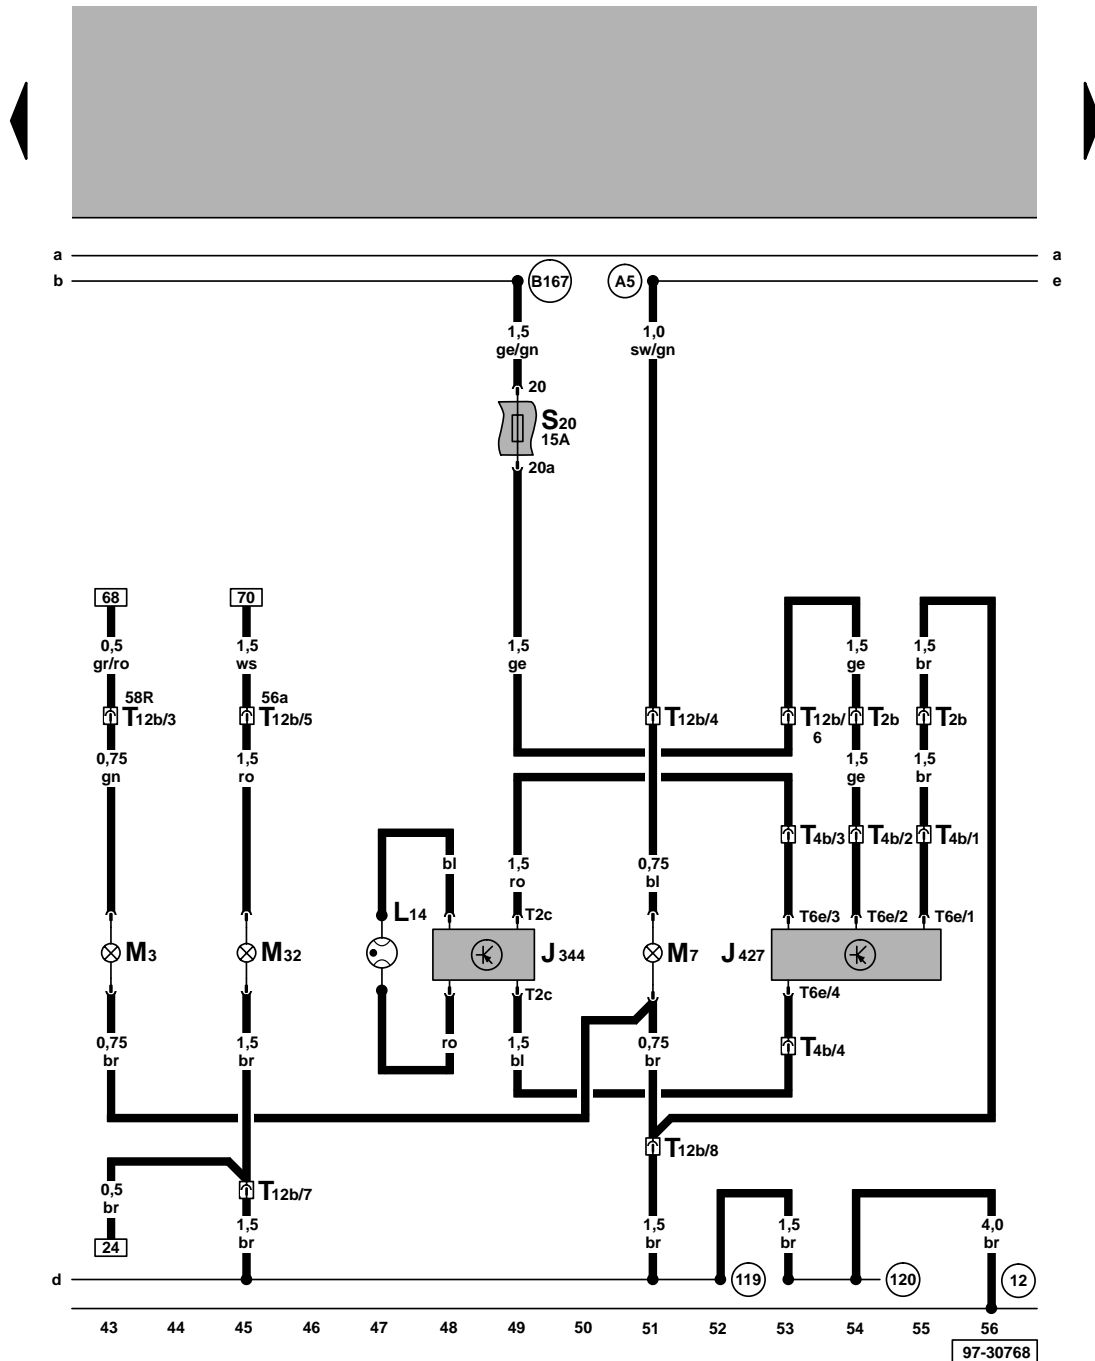 a a
b B167 A5 e
1,5 1,0
ge/gn sw/gn
20
S20
15A
20a
68 70
0,5 1,5 1,5 1,5 1,5
gr/ro ws ge ge br
58R 56a
T12b/3 T12b/5 T12b/4 T12b/ T2b T2b
6
0,75 1,5 1,5 1,5
gn ro ge br
T4b/3 T4b/2 T4b/1
bl 1,5 0,75
ro bl
L14 T2c T6e/3 T6e/2 T6e/1
M3 M32 J344 M7 J427
T2c T6e/4
0,75 1,5 ro 1,5 0,75 T4b/4
br br bl br
T12b/8
0,5 T12b/7
br
1,5 1,5 1,5 4,0
br br br br
24
d 119 120 12
43 44 45 46 47 48 49 50 51 52 53 54 55 56
97-30768